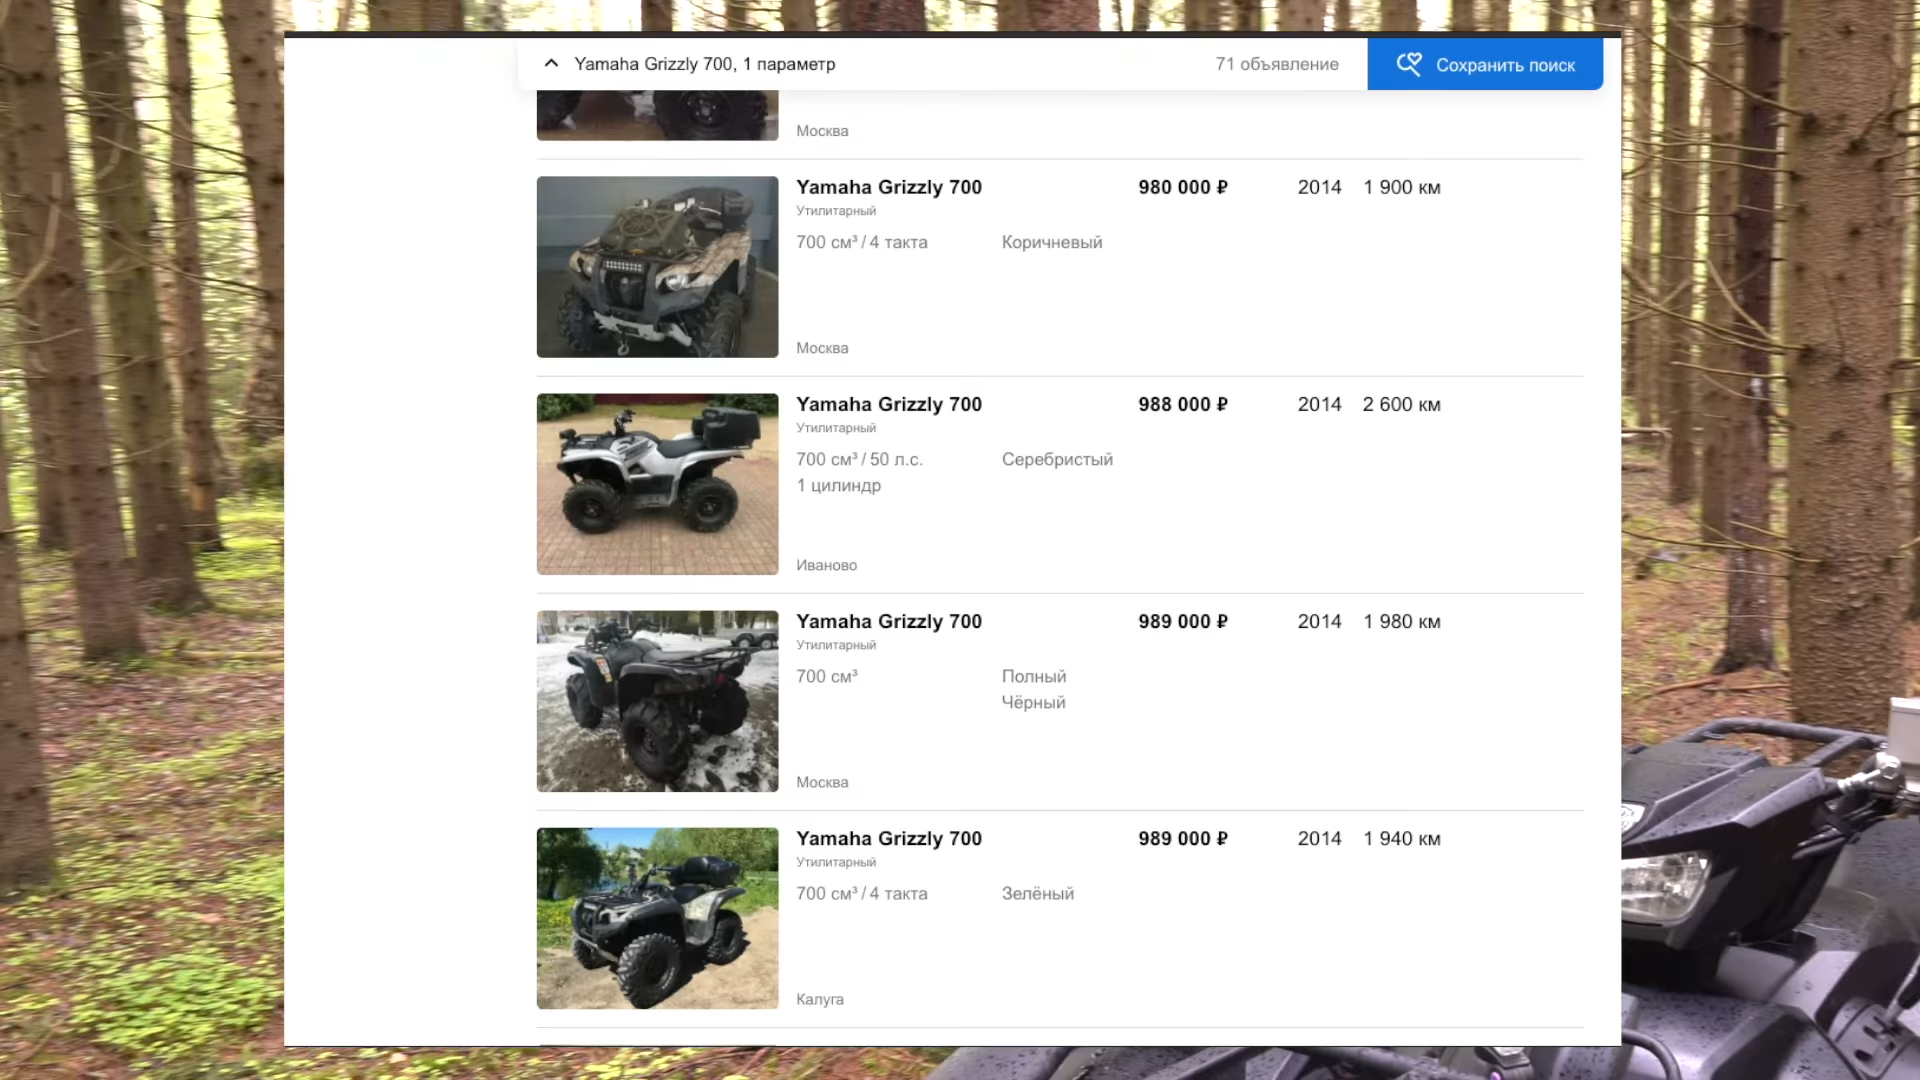 Yamaha Grizzly 700, 1 параметр
71 объявление
Сохранить поиск
Москва
Yamaha Grizzly 700 980 000 ₽ 2014 1 900 км
Утилитарный
700 см³ / 4 такта Коричневый
Москва
Yamaha Grizzly 700 988 000 ₽ 2014 2 600 км
Утилитарный
700 см³ / 50 л.с. Серебристый
1 цилиндр
Иваново
Yamaha Grizzly 700 989 000 ₽ 2014 1 980 км
Утилитарный
700 см³ Полный
Чёрный
Москва
Yamaha Grizzly 700 989 000 ₽ 2014 1 940 км
Утилитарный
700 см³ / 4 такта Зелёный
Калуга